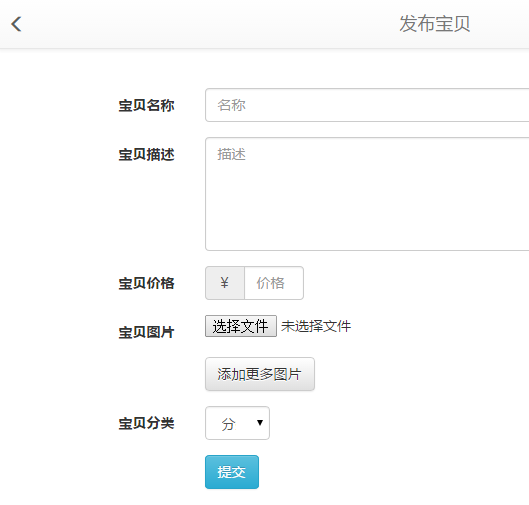 发布宝贝
宝贝名称 名称
宝贝描述 描述
宝贝价格 ¥ 价格
宝贝图片 选择文件 未选择文件
添加更多图片
宝贝分类 分
提交